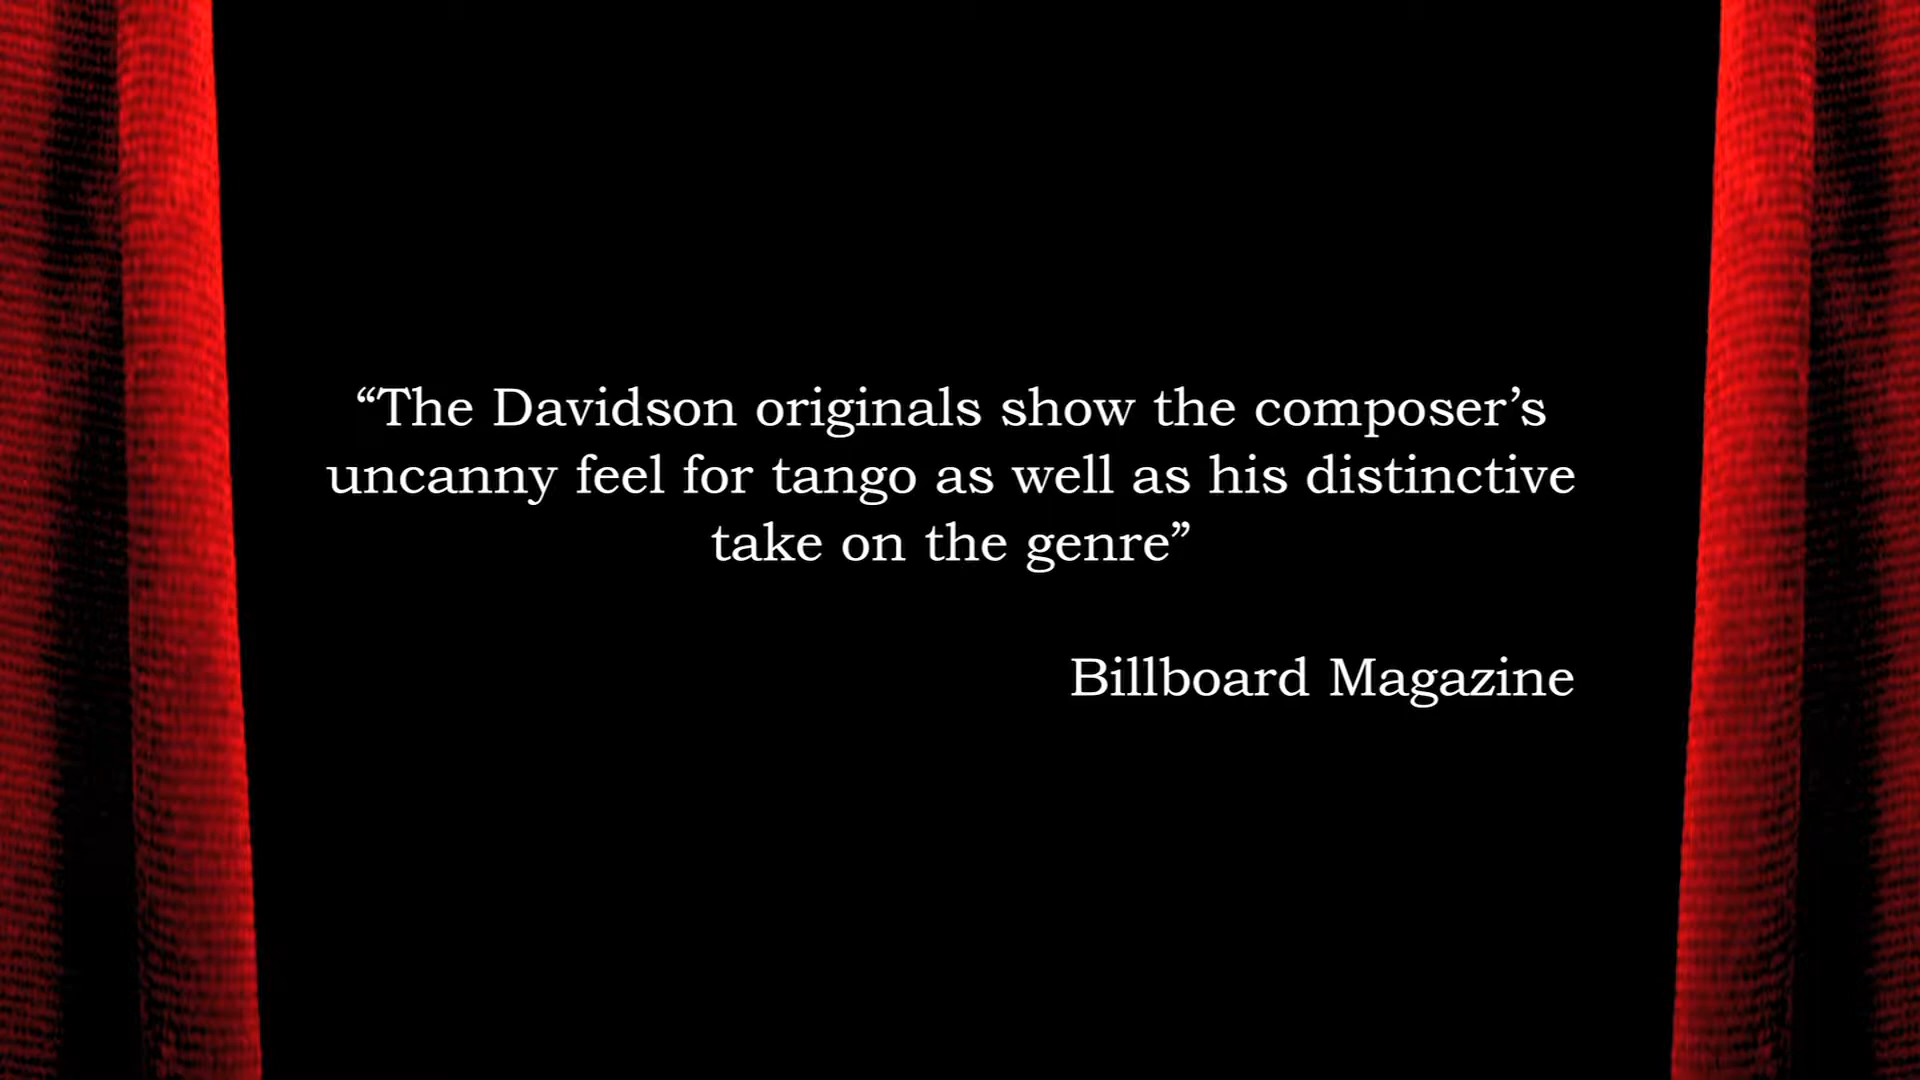 “The Davidson originals show the composer’s
uncanny feel for tango as well as his distinctive
take on the genre”
Billboard Magazine